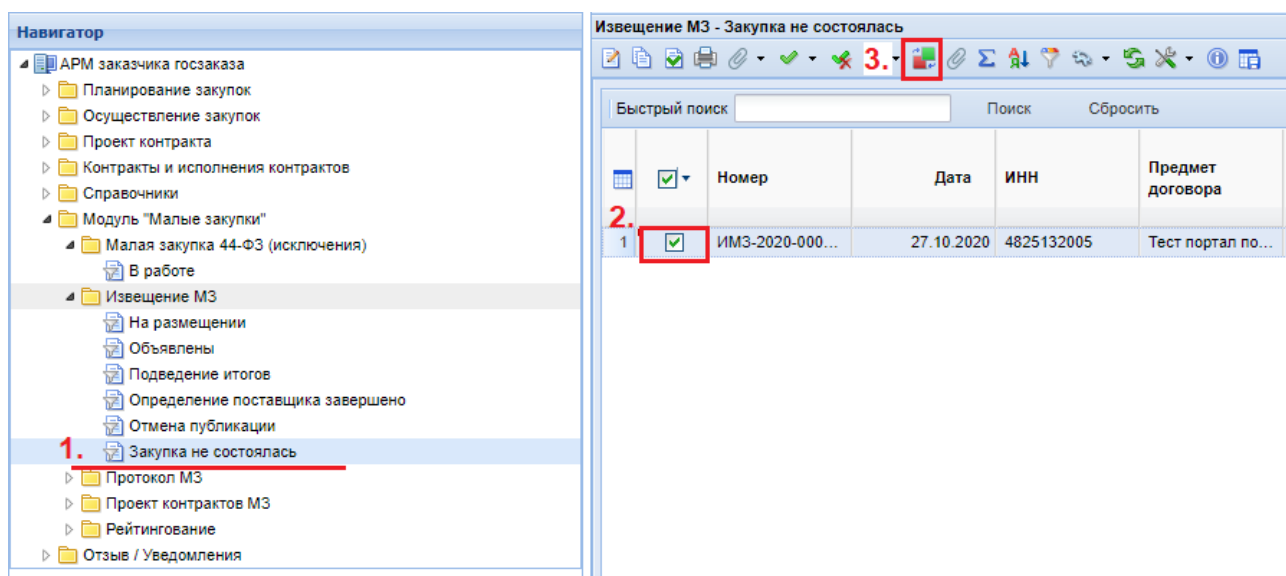 Навигатор
АРМ заказчика госзаказа
Планирование закупок
Осуществление закупок
Проект контракта
Контракты и исполнения контрактов
Справочники
Модуль "Малые закупки"
Малая закупка 44-ФЗ (исключения)
В работе
Извещение МЗ
На размещении
Объявлены
Подведение итогов
Определение поставщика завершено
Отмена публикации
1. Закупка не состоялась
Протокол МЗ
Проект контрактов МЗ
Рейтингование
Отзыв / Уведомления
Извещение МЗ - Закупка не состоялась
3.
Быстрый поиск Поиск Сбросить
Номер Дата ИНН Предмет
договора
2.
1 ИМЗ-2020-000... 27.10.2020 4825132005 Тест портал по...